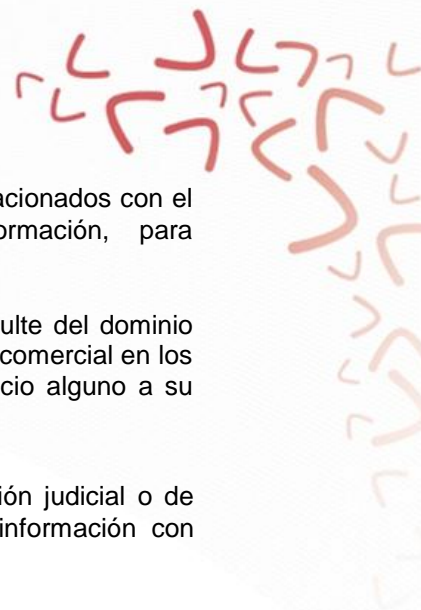 acionados con el
ormación, para
ulte del dominio
comercial en los
cio alguno a su
ión judicial o de
información con